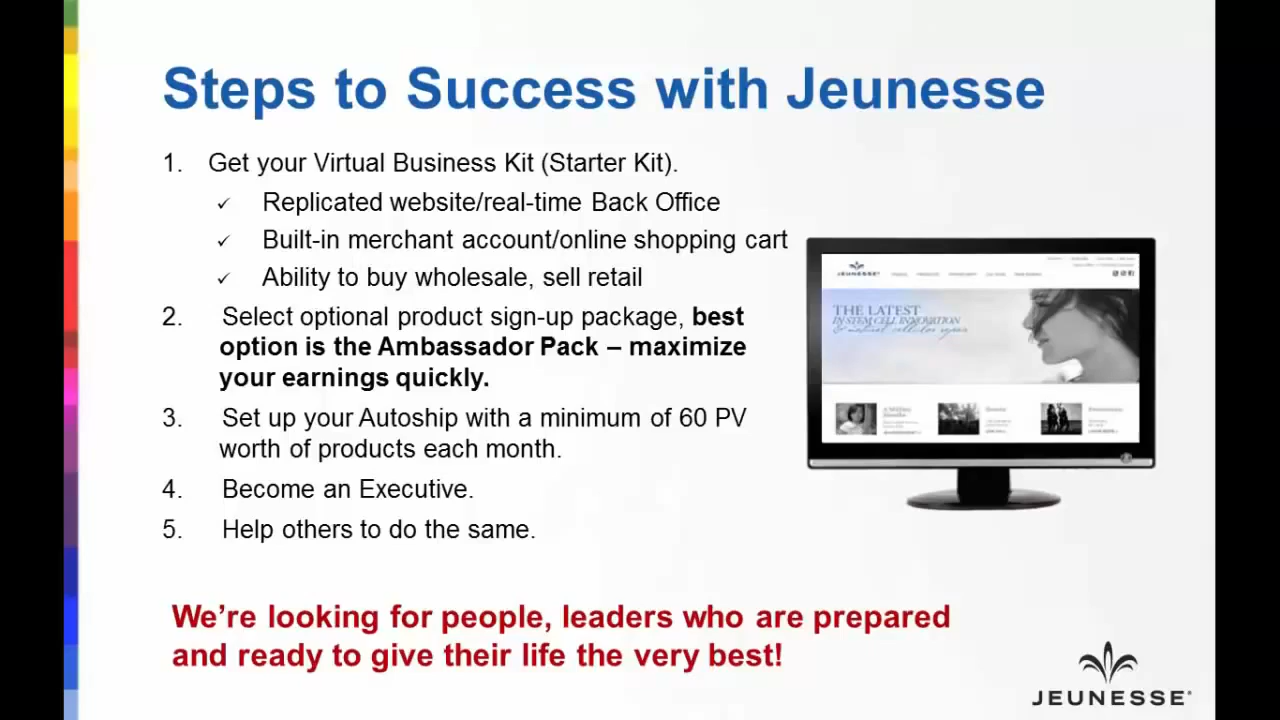 Steps to Success with Jeunesse
1. Get your Virtual Business Kit (Starter Kit).
✓ Replicated website/real-time Back Office
✓ Built-in merchant account/online shopping cart
✓ Ability to buy wholesale, sell retail
2. Select optional product sign-up package, best
option is the Ambassador Pack – maximize
your earnings quickly.
3. Set up your Autoship with a minimum of 60 PV
worth of products each month.
4. Become an Executive.
5. Help others to do the same.
JEUNESSE
THE LATEST
IN STEM CELL INNOVATION
We're looking for people, leaders who are prepared
and ready to give their life the very best!
JEUNESSE®